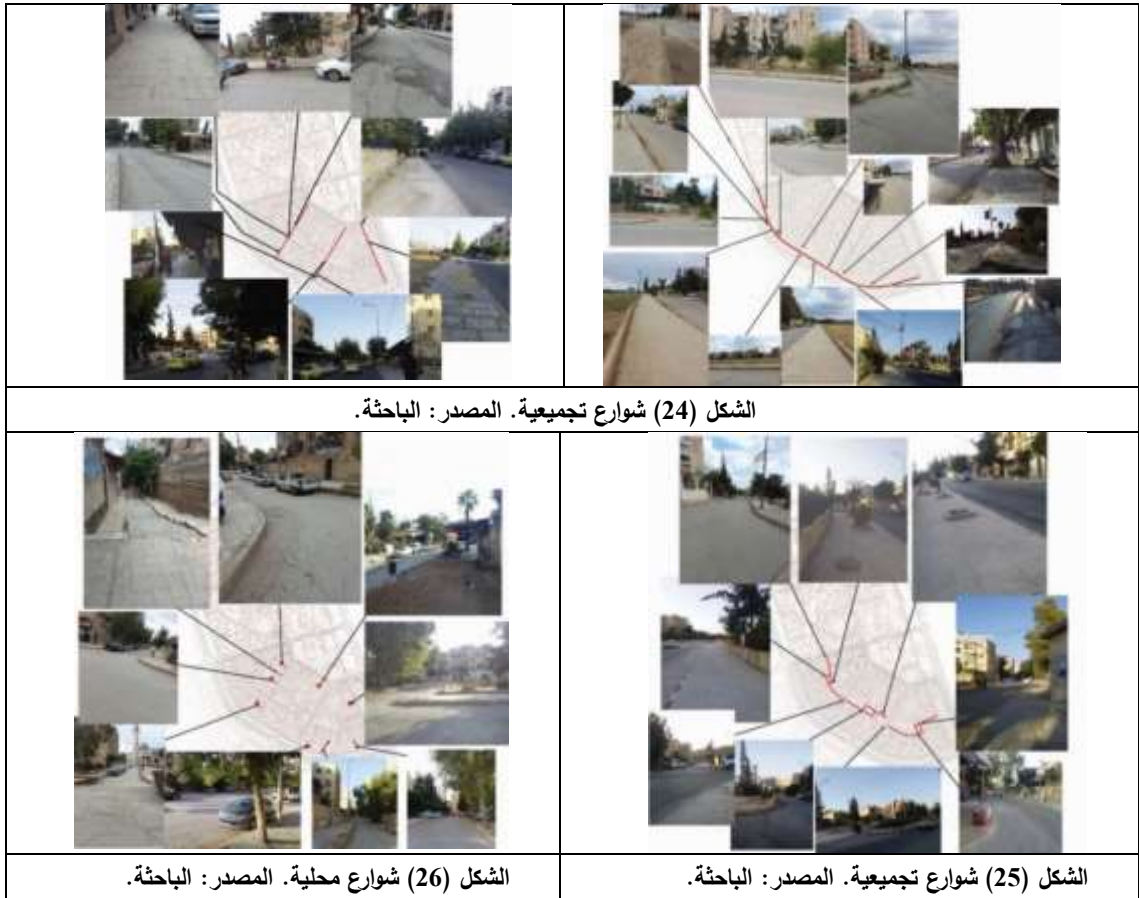 الشكل (24) شوارع تجميعية. المصدر: الباحثة.
الشكل (25) شوارع تجميعية. المصدر: الباحثة.
الشكل (26) شوارع محلية. المصدر: الباحثة.